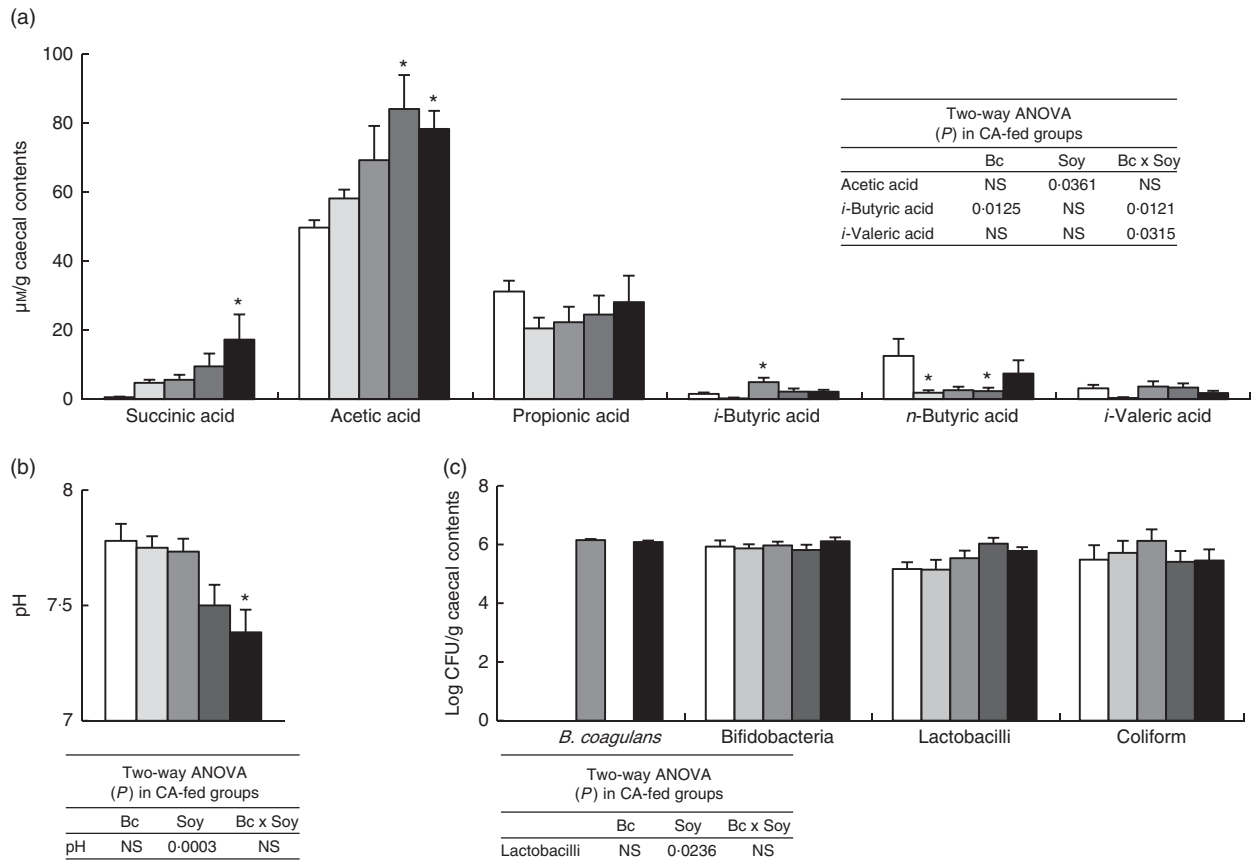 (a)
100
80
60
40
20
0
µM/g caecal contents
* * * * * *
Succinic acid Acetic acid Propionic acid i-Butyric acid n-Butyric acid i-Valeric acid
Two-way ANOVA
(P) in CA-fed groups
Bc Soy Bc x Soy
Acetic acid NS 0·0361 NS
i-Butyric acid 0·0125 NS 0·0121
i-Valeric acid NS NS 0·0315
(b)
8
7·5
7
pH
*
Two-way ANOVA
(P) in CA-fed groups
Bc Soy Bc x Soy
pH NS 0·0003 NS
(c)
8
6
4
2
0
Log CFU/g caecal contents
B. coagulans Bifidobacteria Lactobacilli Coliform
Two-way ANOVA
(P) in CA-fed groups
Bc Soy Bc x Soy
Lactobacilli NS 0·0236 NS